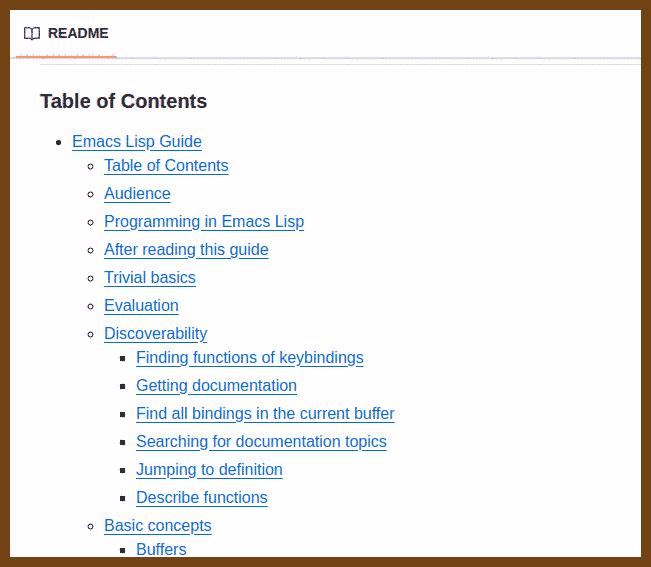 README
Table of Contents
Emacs Lisp Guide
Table of Contents
Audience
Programming in Emacs Lisp
After reading this guide
Trivial basics
Evaluation
Discoverability
Finding functions of keybindings
Getting documentation
Find all bindings in the current buffer
Searching for documentation topics
Jumping to definition
Describe functions
Basic concepts
Buffers